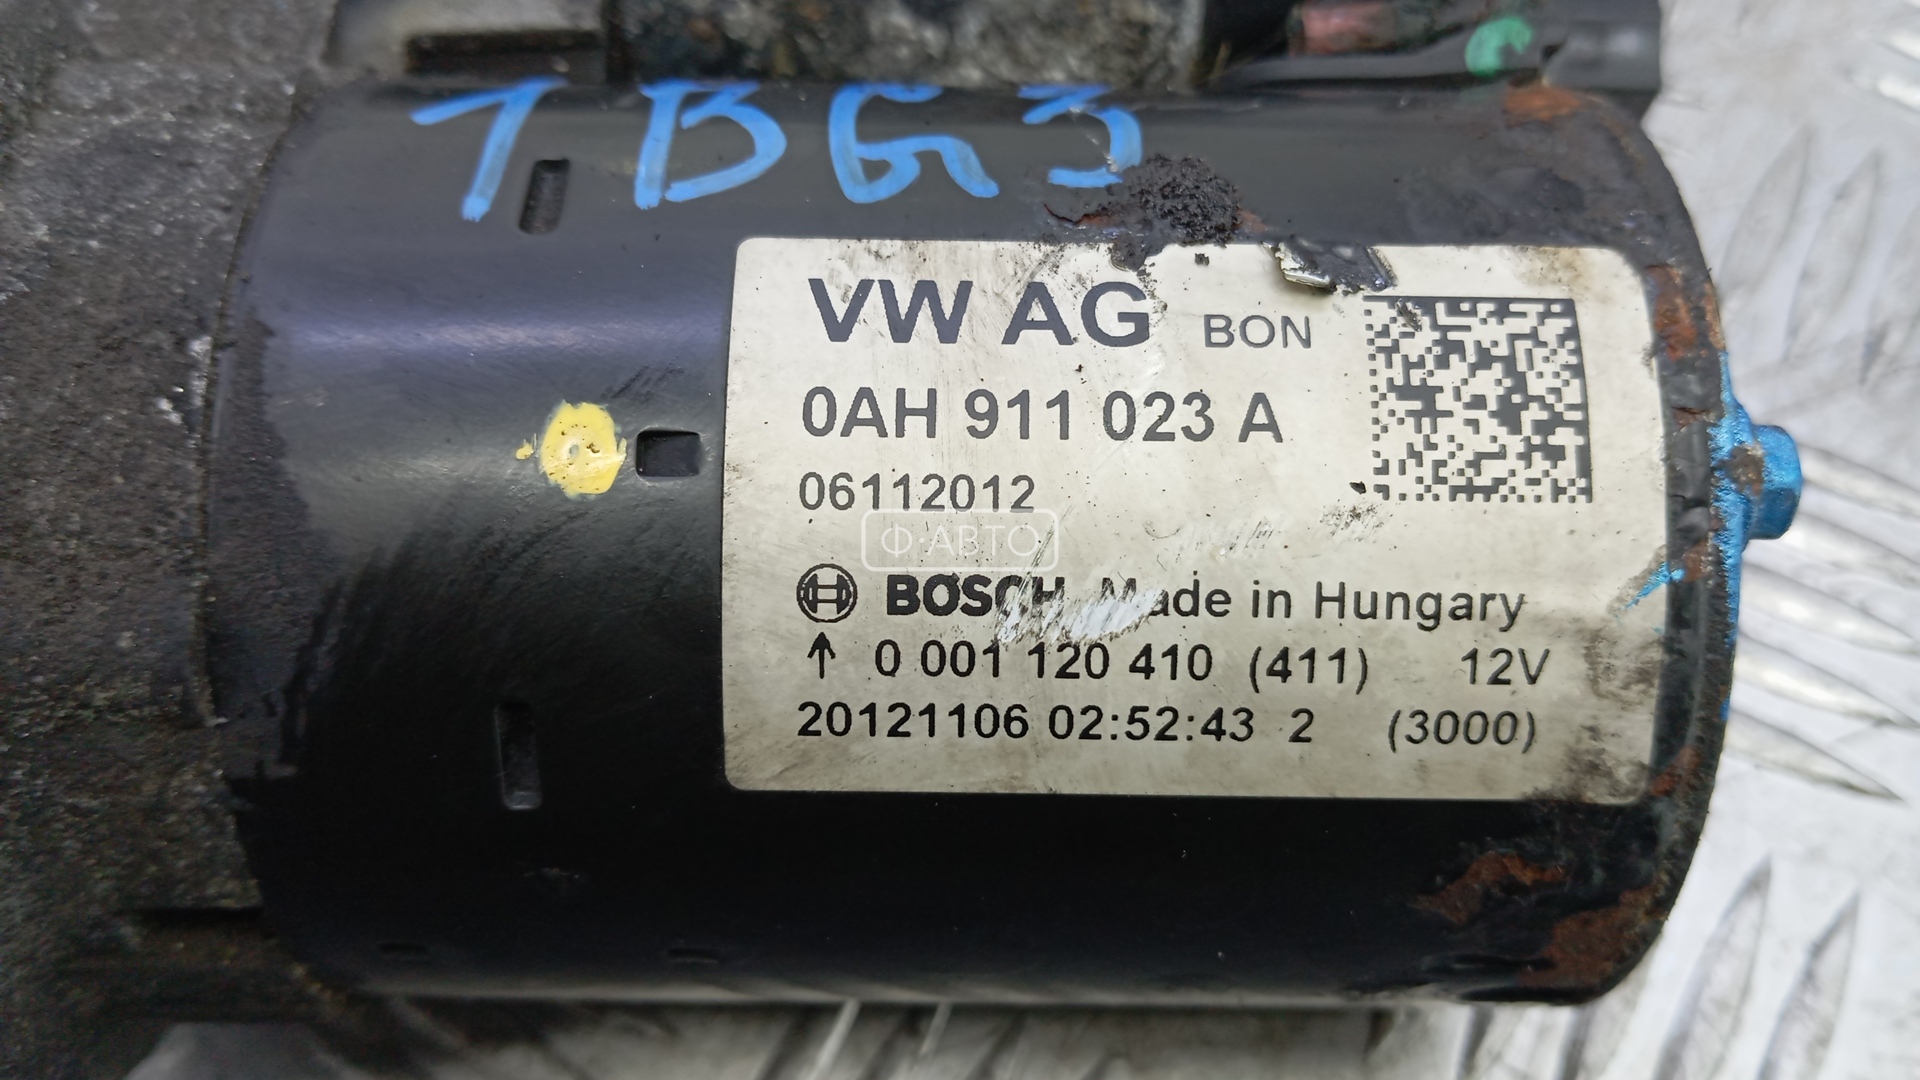 1BG3
VW AG BON
0AH 911 023 A
06112012
Ф·АВТО
BOSCH Made in Hungary
↑ 0 001 120 410 (411) 12V
20121106 02:52:43 2 (3000)